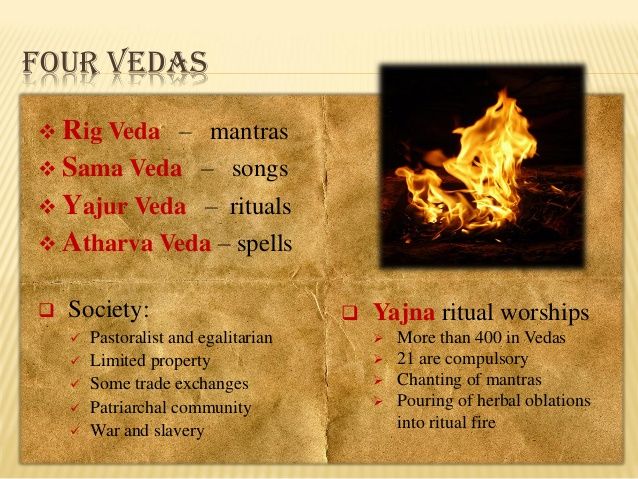 FOUR VEDAS
Rig Veda – mantras
Sama Veda – songs
Yajur Veda – rituals
Atharva Veda – spells
Society:
Pastoralist and egalitarian
Limited property
Some trade exchanges
Patriarchal community
War and slavery
Yajna ritual worships
More than 400 in Vedas
21 are compulsory
Chanting of mantras
Pouring of herbal oblations
into ritual fire